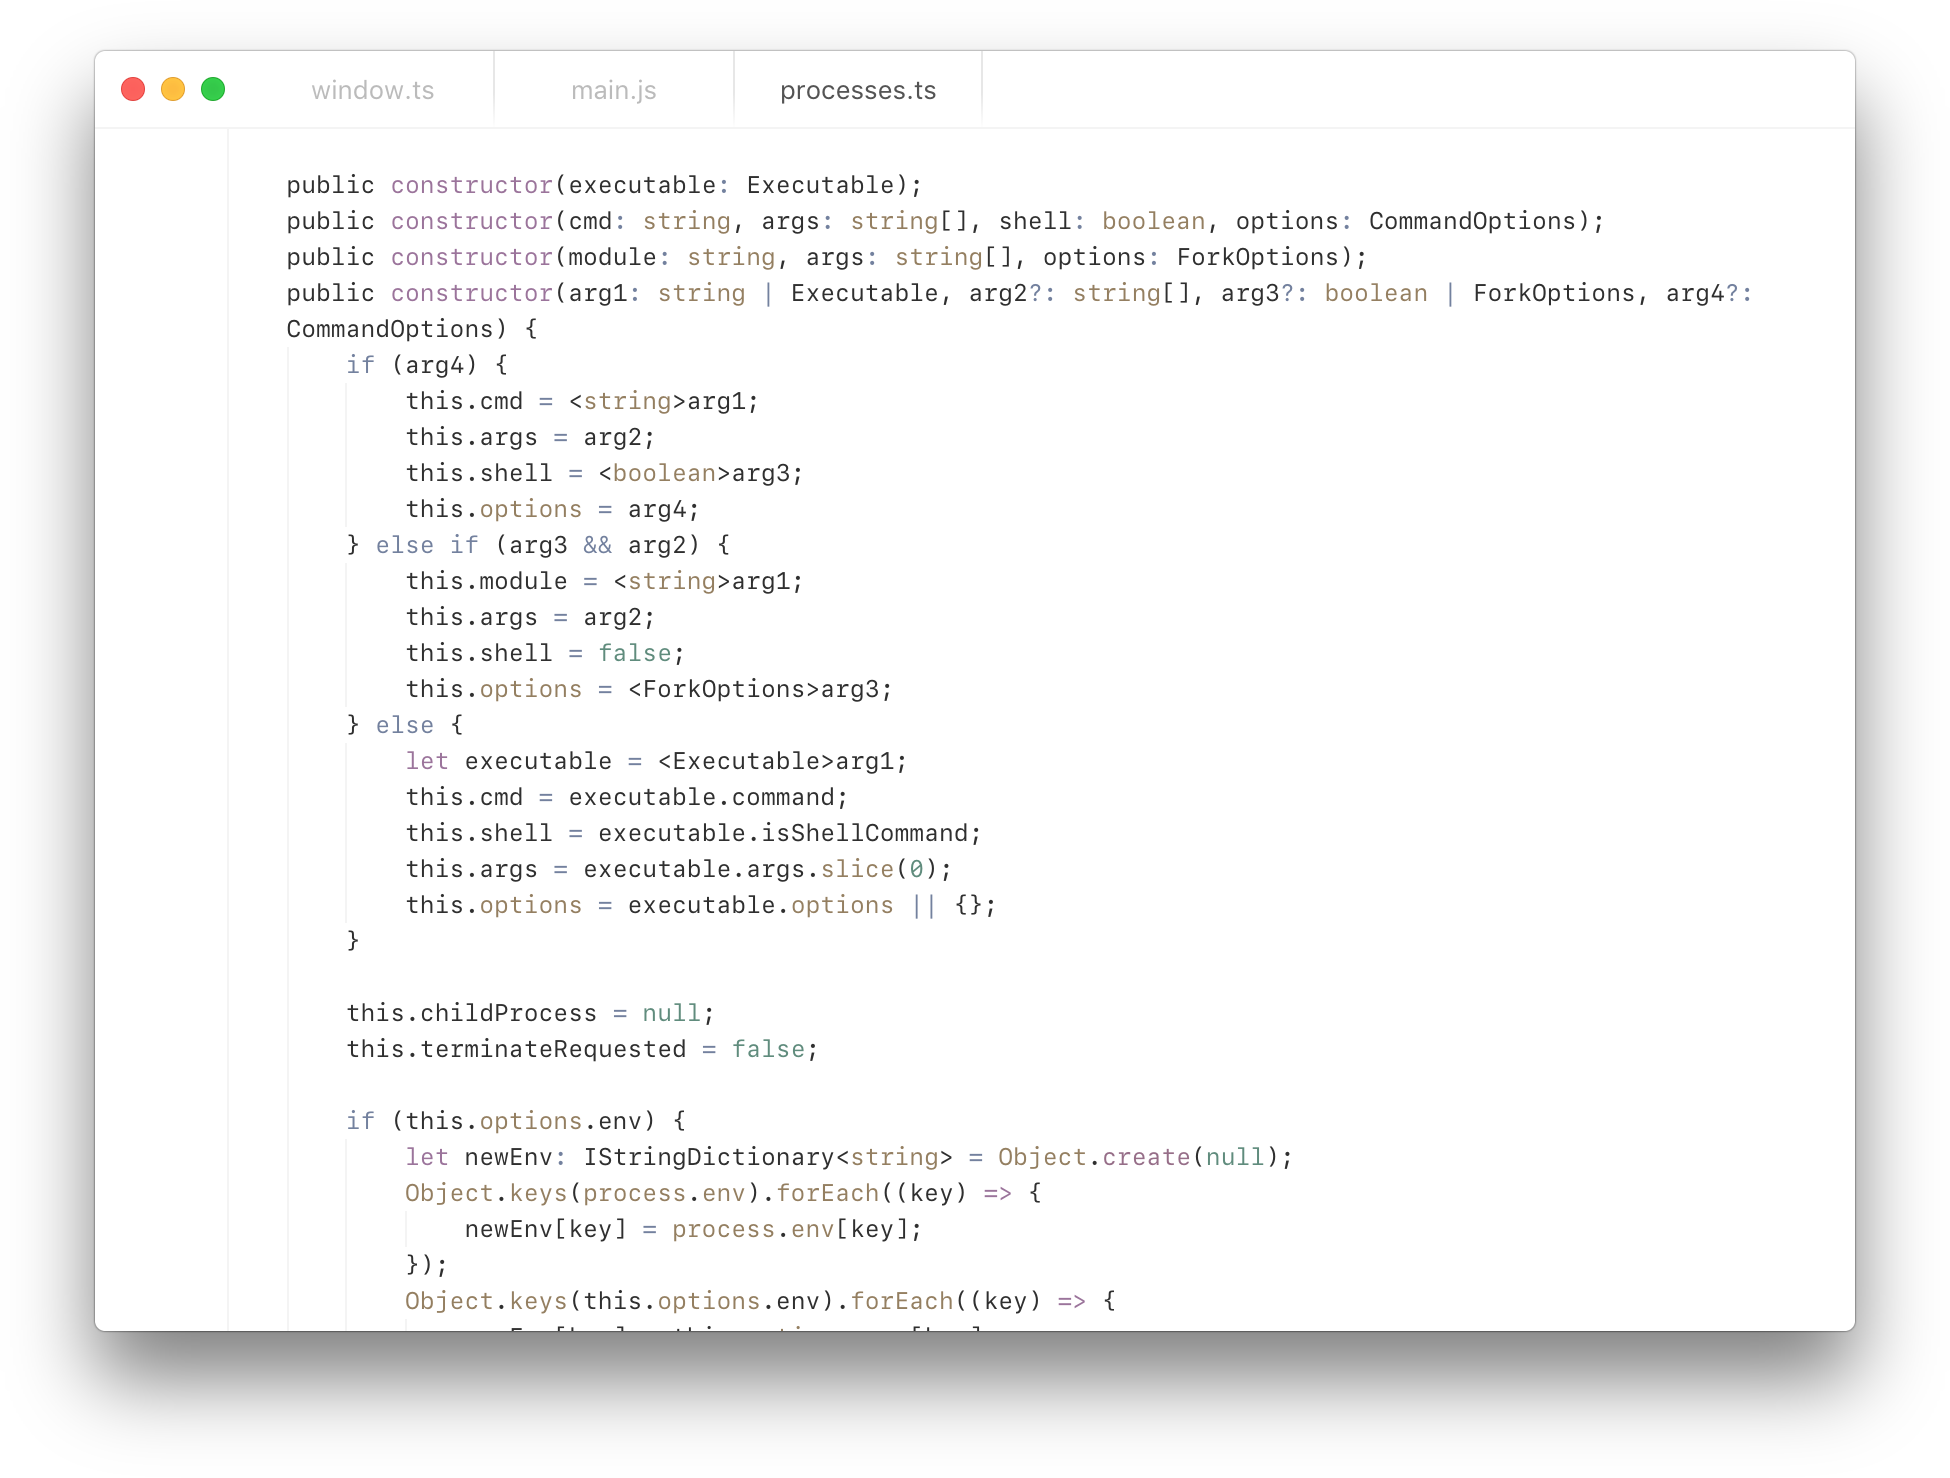 window.ts main.js processes.ts
public constructor(executable: Executable);
public constructor(cmd: string, args: string[], shell: boolean, options: CommandOptions);
public constructor(module: string, args: string[], options: ForkOptions);
public constructor(arg1: string | Executable, arg2?: string[], arg3?: boolean | ForkOptions, arg4?:
CommandOptions) {
if (arg4) {
this.cmd = <string>arg1;
this.args = arg2;
this.shell = <boolean>arg3;
this.options = arg4;
} else if (arg3 && arg2) {
this.module = <string>arg1;
this.args = arg2;
this.shell = false;
this.options = <ForkOptions>arg3;
} else {
let executable = <Executable>arg1;
this.cmd = executable.command;
this.shell = executable.isShellCommand;
this.args = executable.args.slice(0);
this.options = executable.options || {};
}
this.childProcess = null;
this.terminateRequested = false;
if (this.options.env) {
let newEnv: IStringDictionary<string> = Object.create(null);
Object.keys(process.env).forEach((key) => {
newEnv[key] = process.env[key];
});
Object.keys(this.options.env).forEach((key) => {